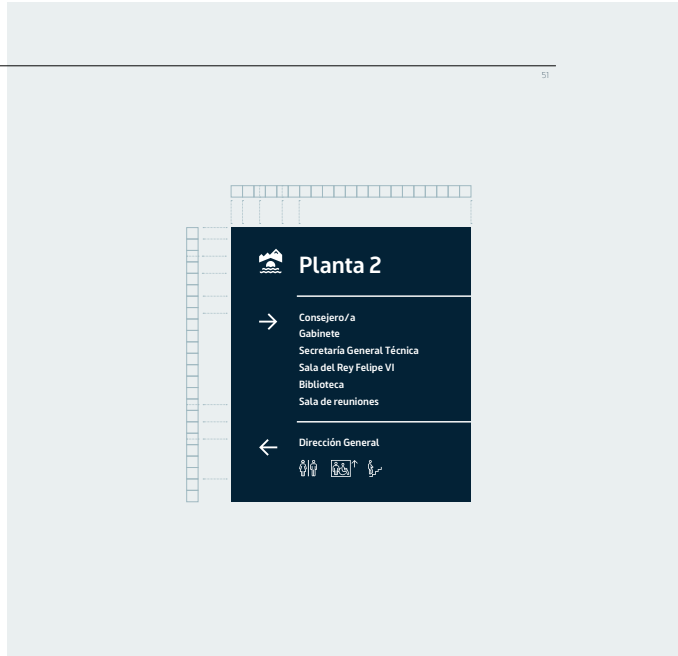 51
Planta 2
Consejero/a
Gabinete
Secretaría General Técnica
Sala del Rey Felipe VI
Biblioteca
Sala de reuniones
Dirección General